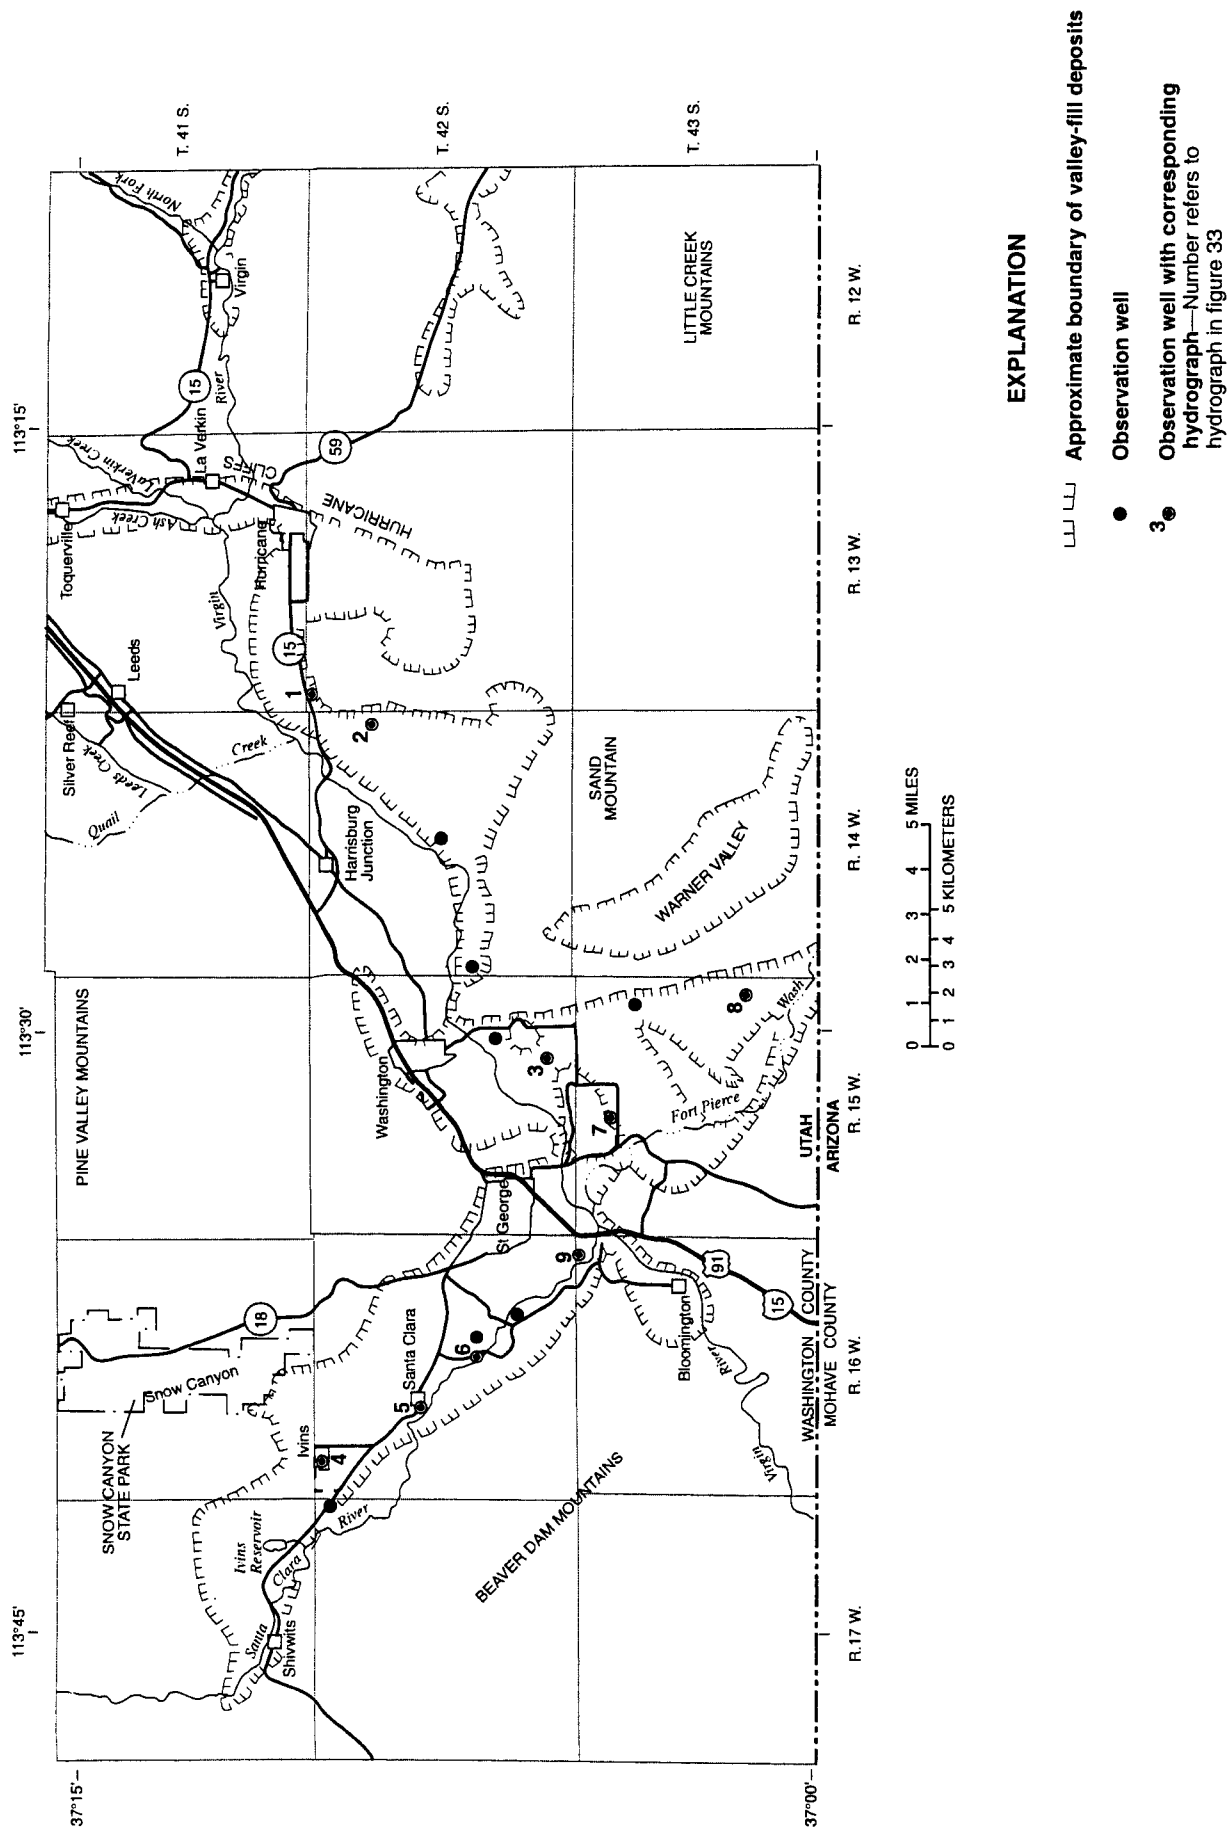 113°45'
113°30'
113°15'
37°15'
37°00'
PINE VALLEY MOUNTAINS
SNOW CANYON
STATE PARK
Snow Canyon
18
Ivins
Ivins
Reservoir
Santa
Clara
River
Shivwits
Santa Clara
4
5
6
9
St George
Washington
BEAVER DAM MOUNTAINS
Bloomington
Virgin
River
91
15
3
7
8
Fort Pierce
Wash
Silver Reef
Leeds
Leeds Creek
Quail
Creek
Harrisburg
Junction
Toquerville
Ash Creek
LaVerkin Creek
La Verkin
Virgin
River
Hurricane
HURRICANE
CLIFFS
15
1
2
59
15
Virgin
North Fork
SAND
MOUNTAIN
WARNER VALLEY
LITTLE CREEK
MOUNTAINS
WASHINGTON COUNTY
MOHAVE COUNTY
UTAH
ARIZONA
T. 41 S.
T. 42 S.
T. 43 S.
R.17 W.
R. 16 W.
R. 15 W.
R. 14 W.
R. 13 W.
R. 12 W.
0 1 2 3 4 5 MILES
0 1 2 3 4 5 KILOMETERS
EXPLANATION
Approximate boundary of valley-fill deposits
Observation well
3
Observation well with corresponding
hydrograph—Number refers to
hydrograph in figure 33